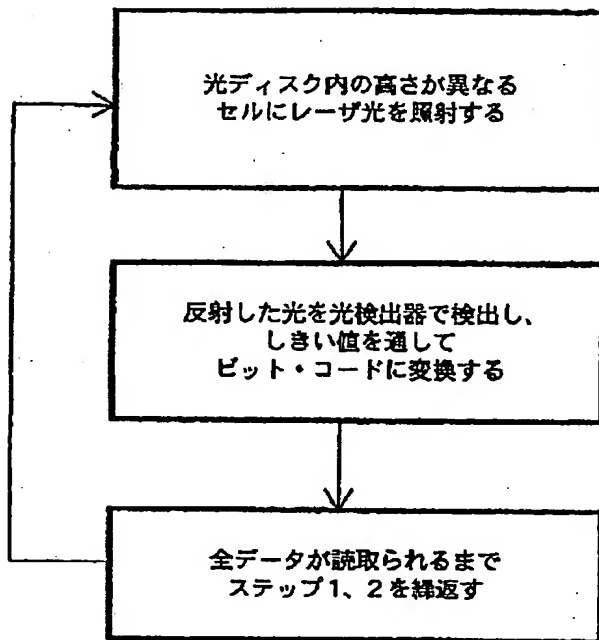 光ディスク内の高さが異なる
セルにレーザ光を照射する
反射した光を光検出器で検出し、
しきい値を通して
ビット・コードに変換する
全データが読取られるまで
ステップ1、2を繰返す